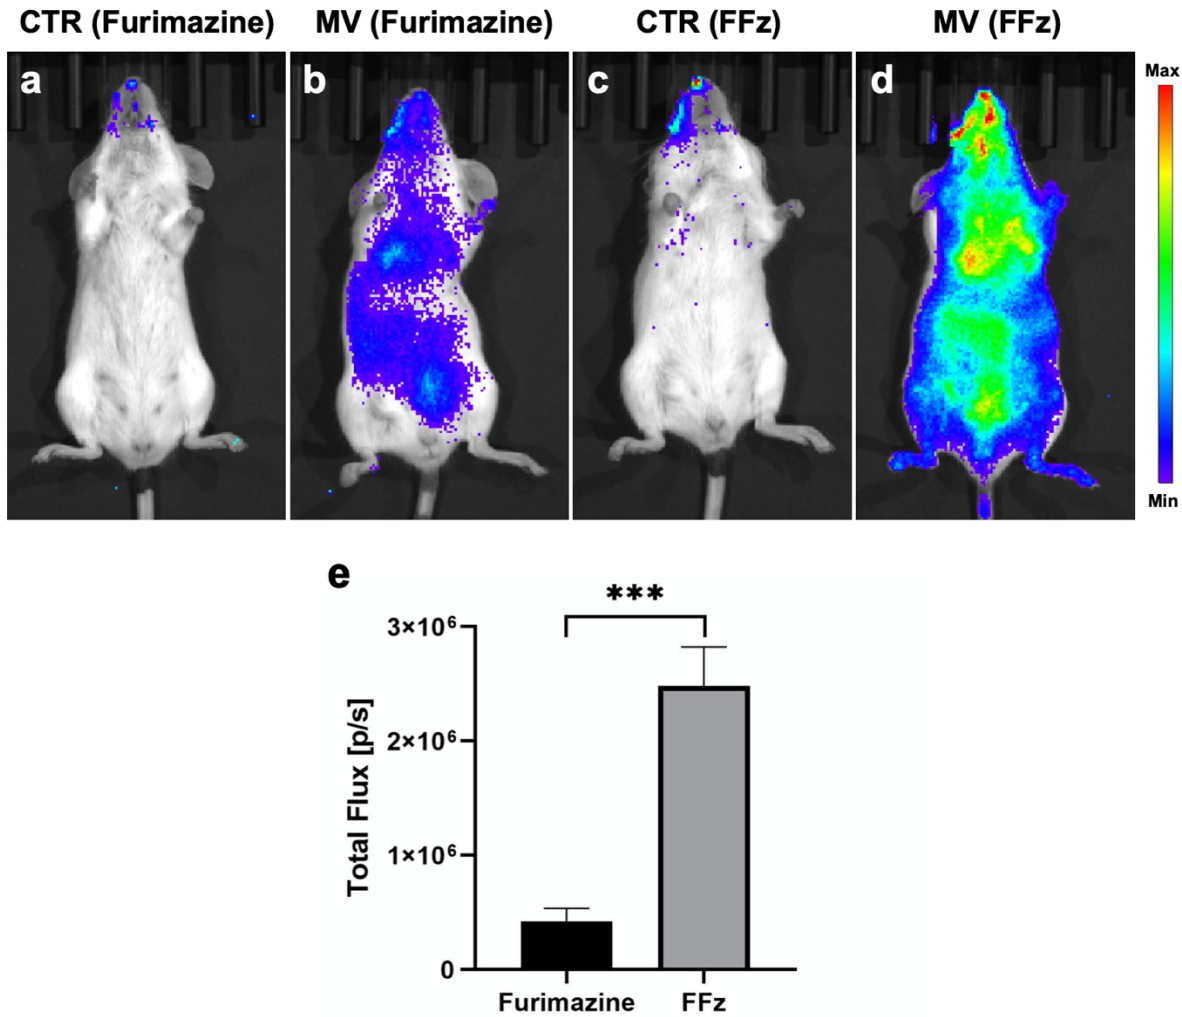 CTR (Furimazine) MV (Furimazine) CTR (FFz) MV (FFz)
a b c d
Max
Min
e
***
3×10⁶
2×10⁶
1×10⁶
0
Total Flux [p/s]
Furimazine FFz